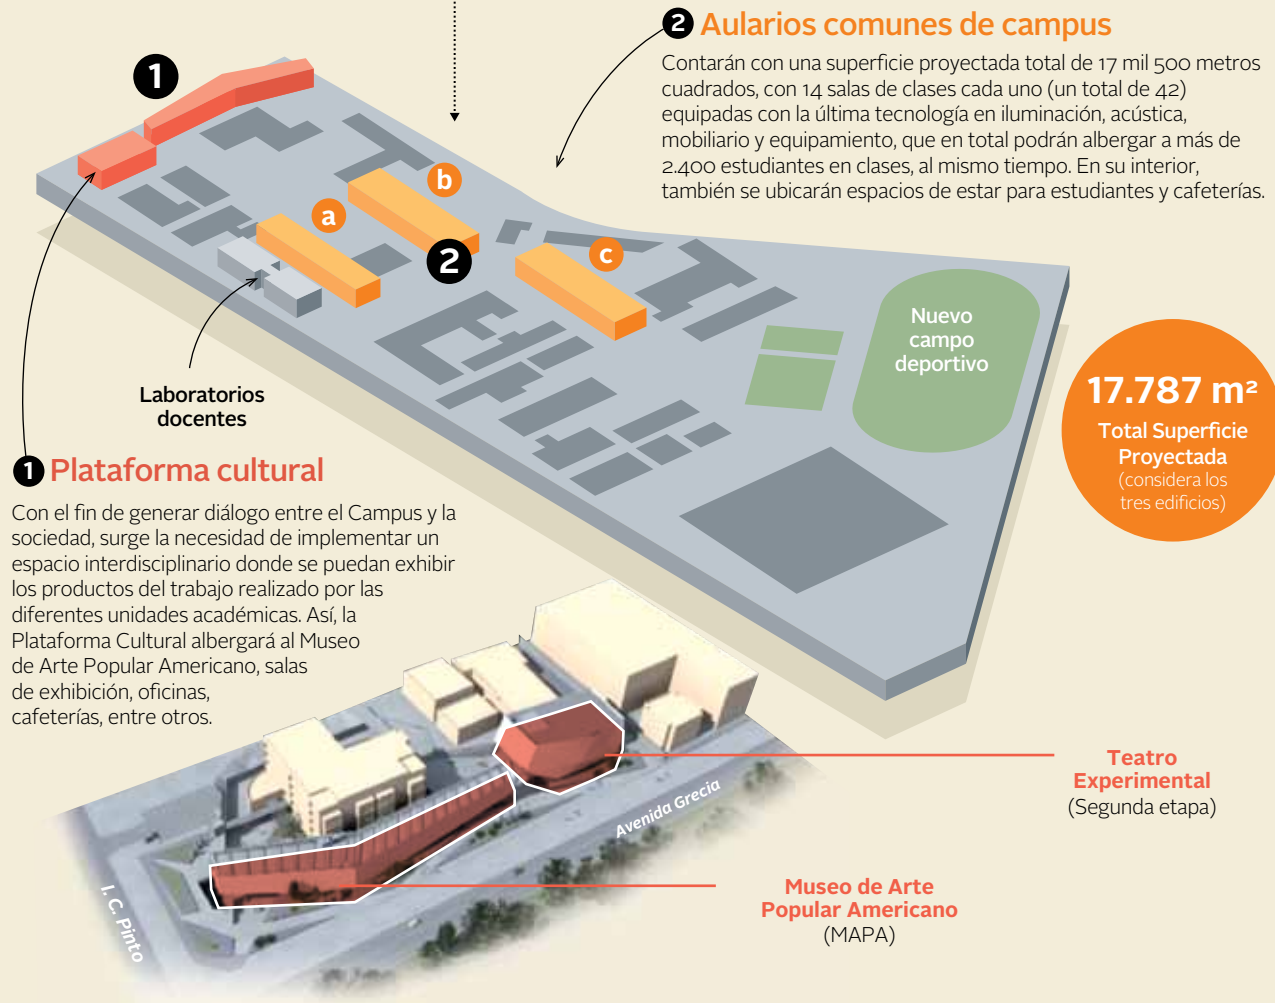 2 Aularios comunes de campus
Contarán con una superficie proyectada total de 17 mil 500 metros
cuadrados, con 14 salas de clases cada uno (un total de 42)
equipadas con la última tecnología en iluminación, acústica,
mobiliario y equipamiento, que en total podrán albergar a más de
2.400 estudiantes en clases, al mismo tiempo. En su interior,
también se ubicarán espacios de estar para estudiantes y cafeterías.
1
b
a
2
c
Nuevo
campo
deportivo
Laboratorios
docentes
17.787 m²
Total Superficie
Proyectada
(considera los
tres edificios)
1 Plataforma cultural
Con el fin de generar diálogo entre el Campus y la
sociedad, surge la necesidad de implementar un
espacio interdisciplinario donde se puedan exhibir
los productos del trabajo realizado por las
diferentes unidades académicas. Así, la
Plataforma Cultural albergará al Museo
de Arte Popular Americano, salas
de exhibición, oficinas,
cafeterías, entre otros.
Teatro
Experimental
(Segunda etapa)
Avenida Grecia
Museo de Arte
Popular Americano
(MAPA)
I. C. Pinto